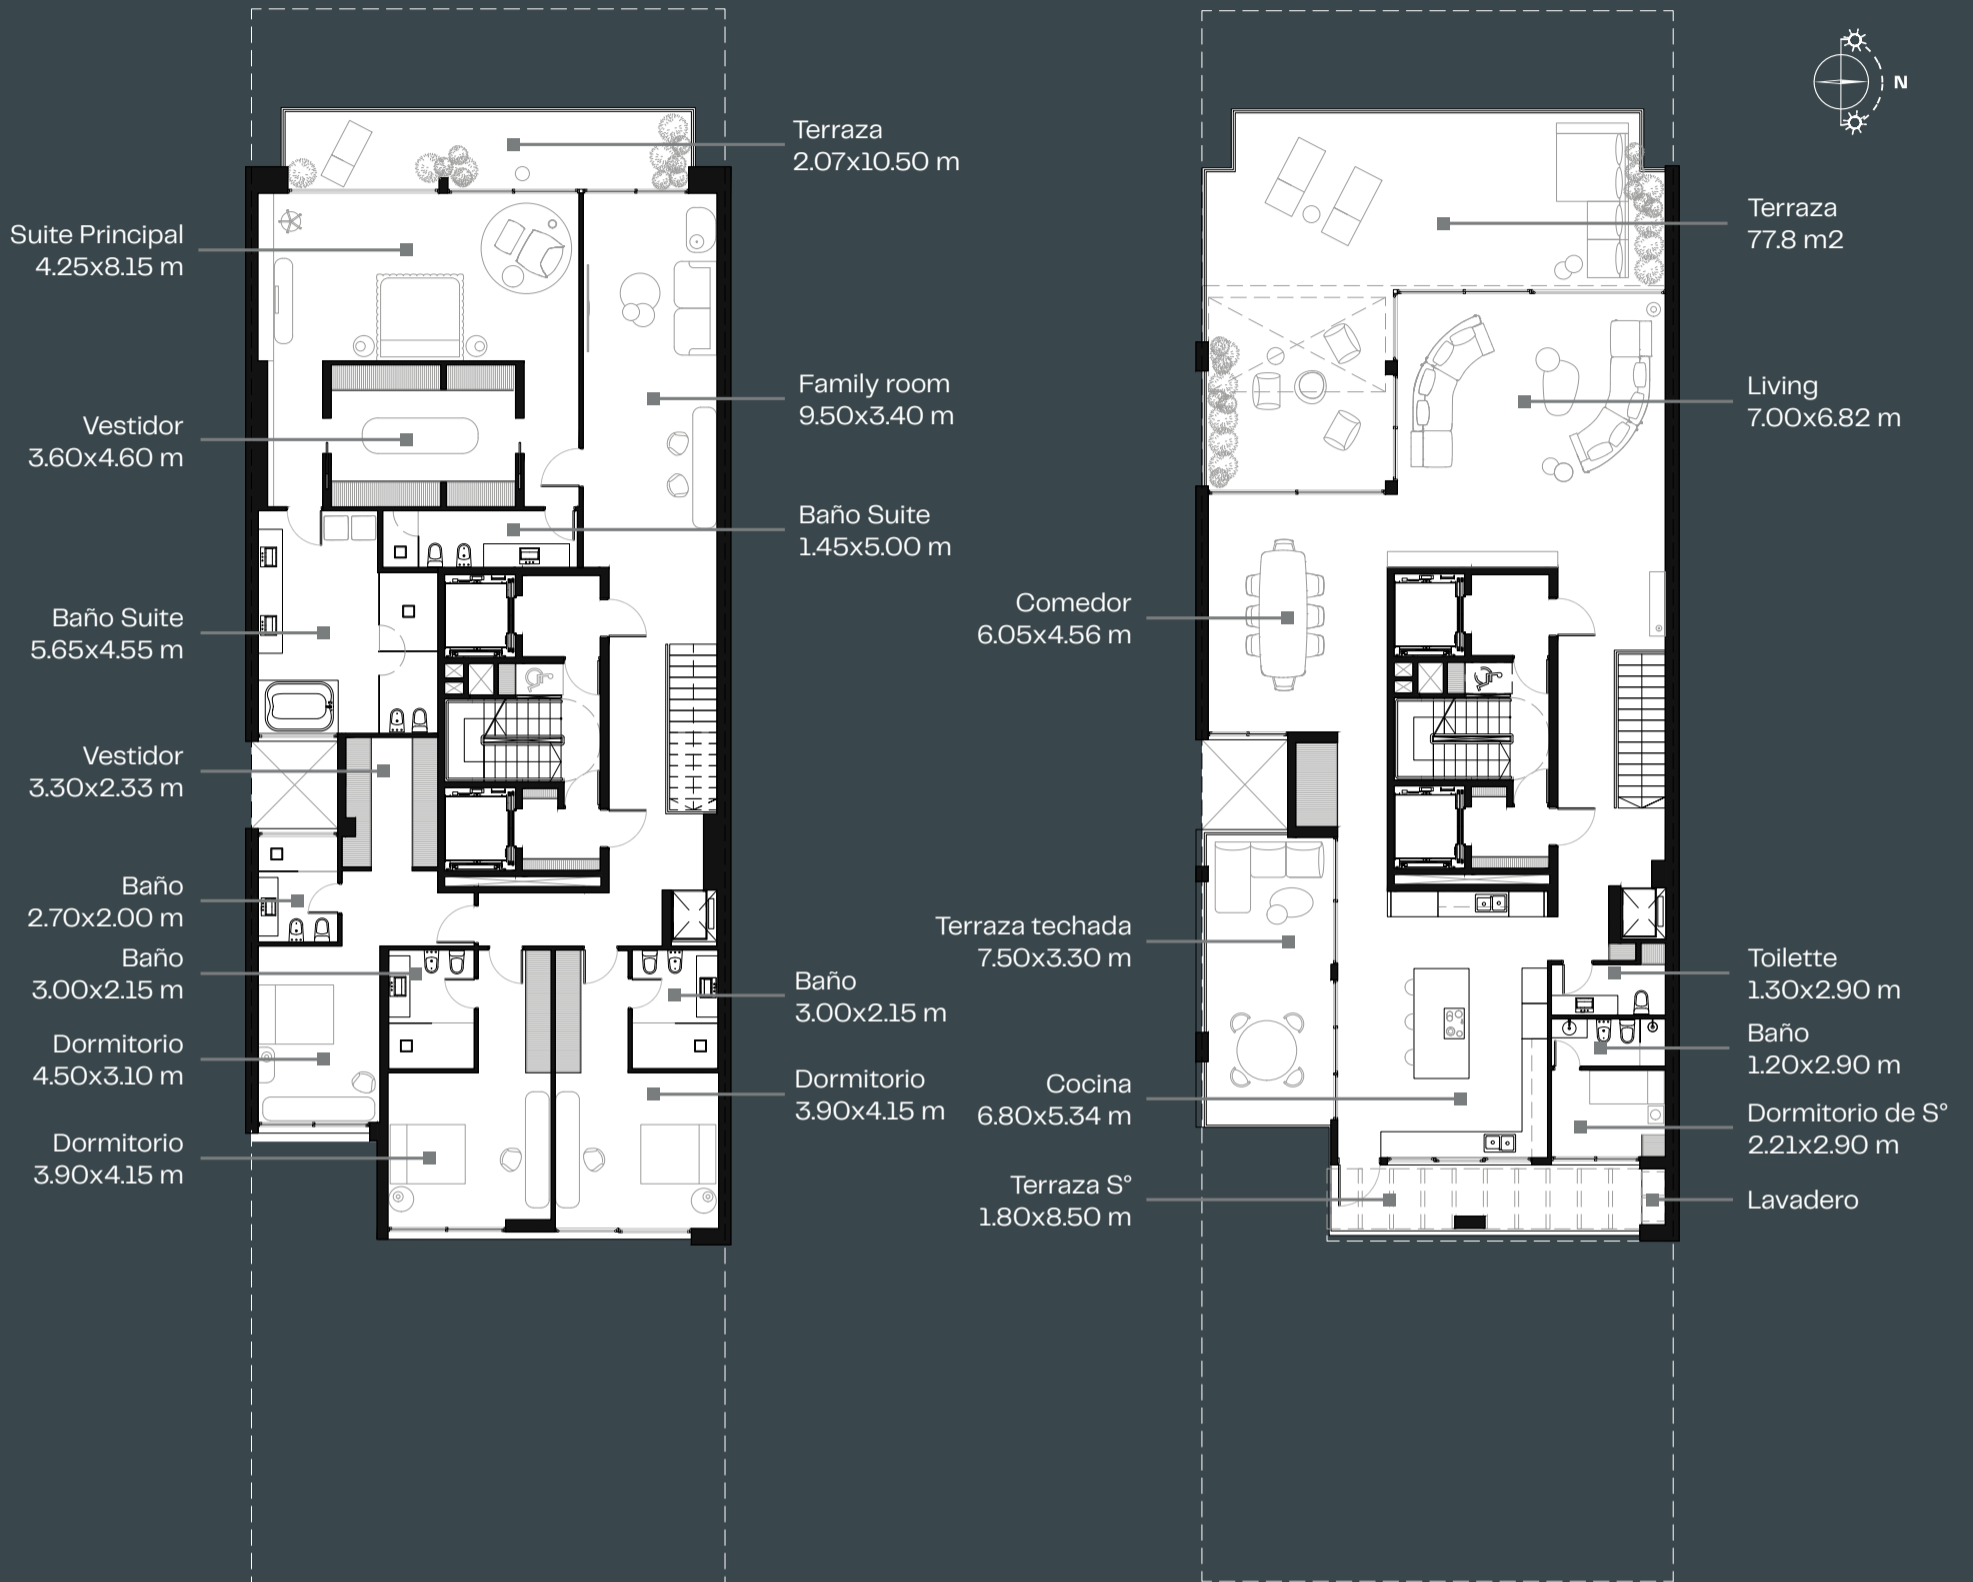 Terraza
2.07x10.50 m
Suite Principal
4.25x8.15 m
Family room
9.50x3.40 m
Vestidor
3.60x4.60 m
Baño Suite
1.45x5.00 m
Baño Suite
5.65x4.55 m
Vestidor
3.30x2.33 m
Baño
2.70x2.00 m
Baño
3.00x2.15 m
Baño
3.00x2.15 m
Dormitorio
4.50x3.10 m
Dormitorio
3.90x4.15 m
Dormitorio
3.90x4.15 m
N
Terraza
77.8 m2
Living
7.00x6.82 m
Comedor
6.05x4.56 m
Terraza techada
7.50x3.30 m
Toilette
1.30x2.90 m
Baño
1.20x2.90 m
Cocina
6.80x5.34 m
Dormitorio de S°
2.21x2.90 m
Terraza S°
1.80x8.50 m
Lavadero